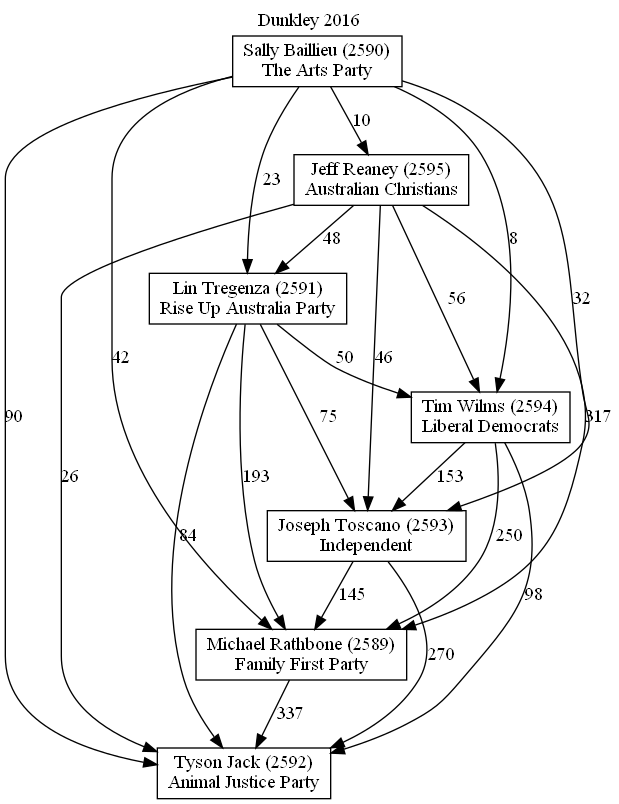 Dunkley 2016
Sally Baillieu (2590)
The Arts Party
10
Jeff Reaney (2595)
Australian Christians
23
48
8
Lin Tregenza (2591)
Rise Up Australia Party
56
32
42
50
46
90
317
Tim Wilms (2594)
Liberal Democrats
75
26
193
153
Joseph Toscano (2593)
Independent
84
250
145
98
Michael Rathbone (2589)
Family First Party
270
337
Tyson Jack (2592)
Animal Justice Party